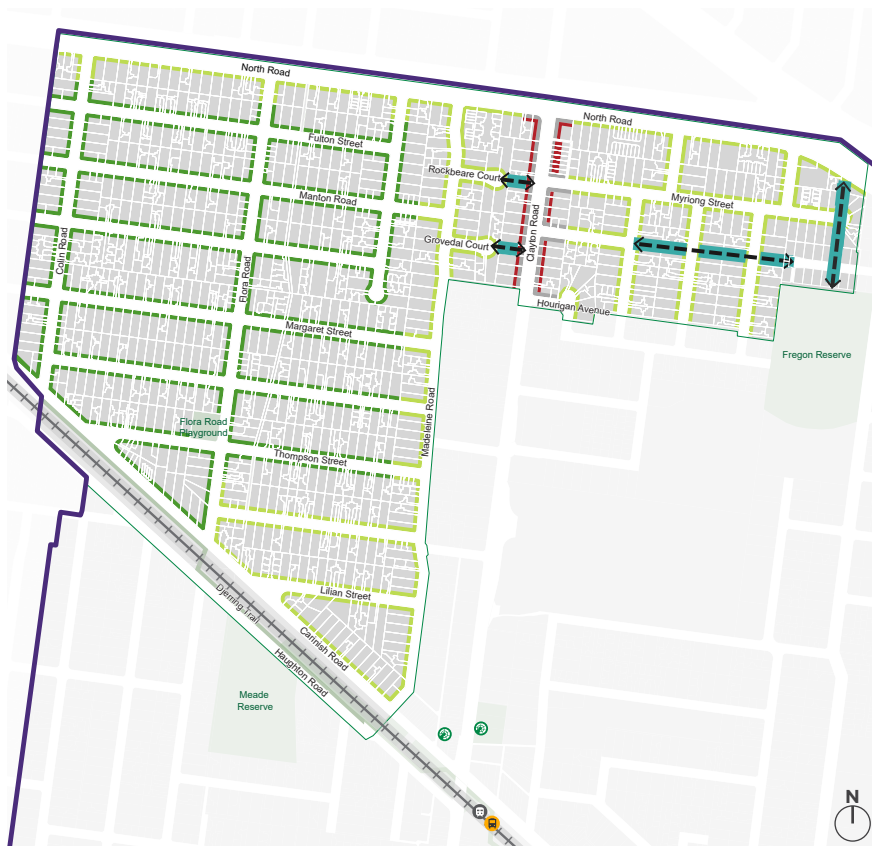 North Road
North Road
Fulton Street
Rockbeare Court
Manton Road
Myriong Street
Clayton Road
Grovedal Court
Colin Road
Flora Road
Hourigan Avenue
Margaret Street
Fregon Reserve
Madeleine Road
Flora Road
Playground
Thompson Street
Lilian Street
Djerring Trail
Carinish Road
Haughton Road
Meade
Reserve
N